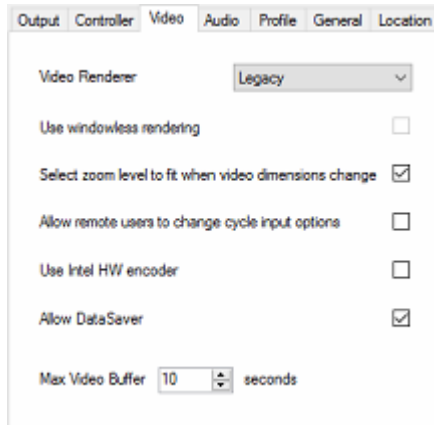 Output Controller Video Audio Profile General Location
Video Renderer Legacy
Use windowless rendering
Select zoom level to fit when video dimensions change
Allow remote users to change cycle input options
Use Intel HW encoder
Allow DataSaver
Max Video Buffer 10 seconds